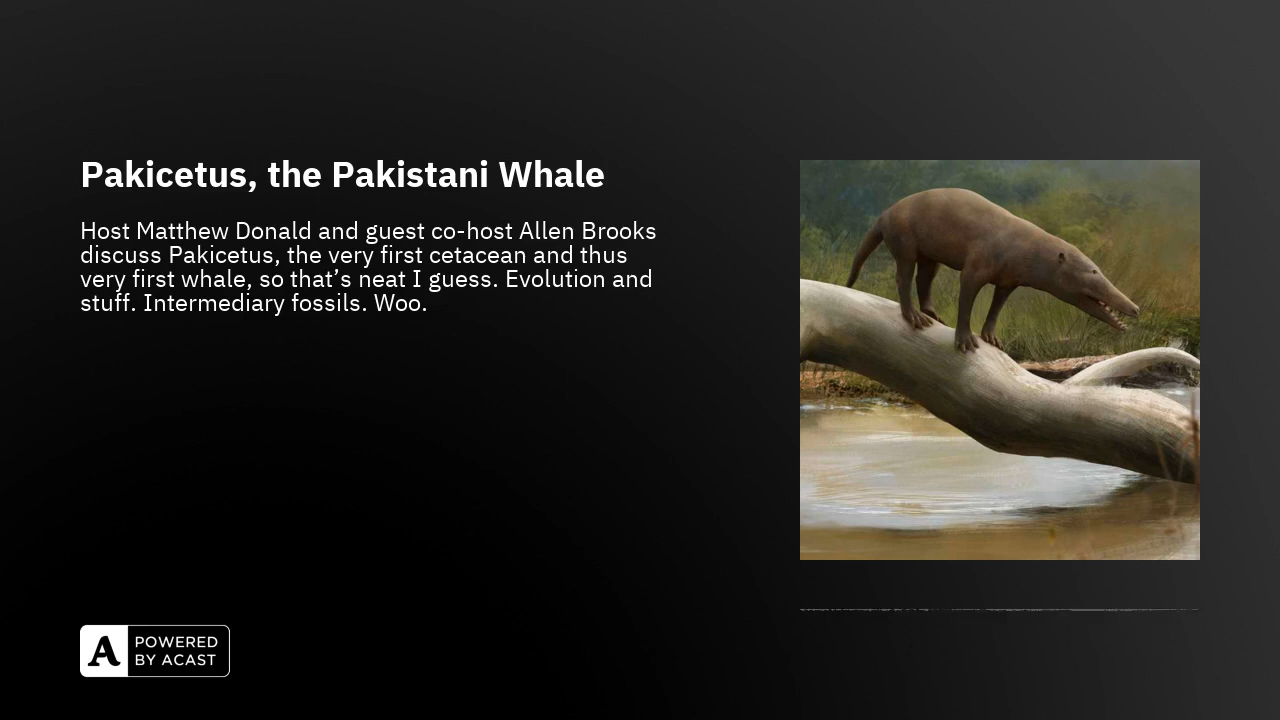 Pakicetus, the Pakistani Whale
Host Matthew Donald and guest co-host Allen Brooks
discuss Pakicetus, the very first cetacean and thus
very first whale, so that’s neat I guess. Evolution and
stuff. Intermediary fossils. Woo.
A POWERED
BY ACAST